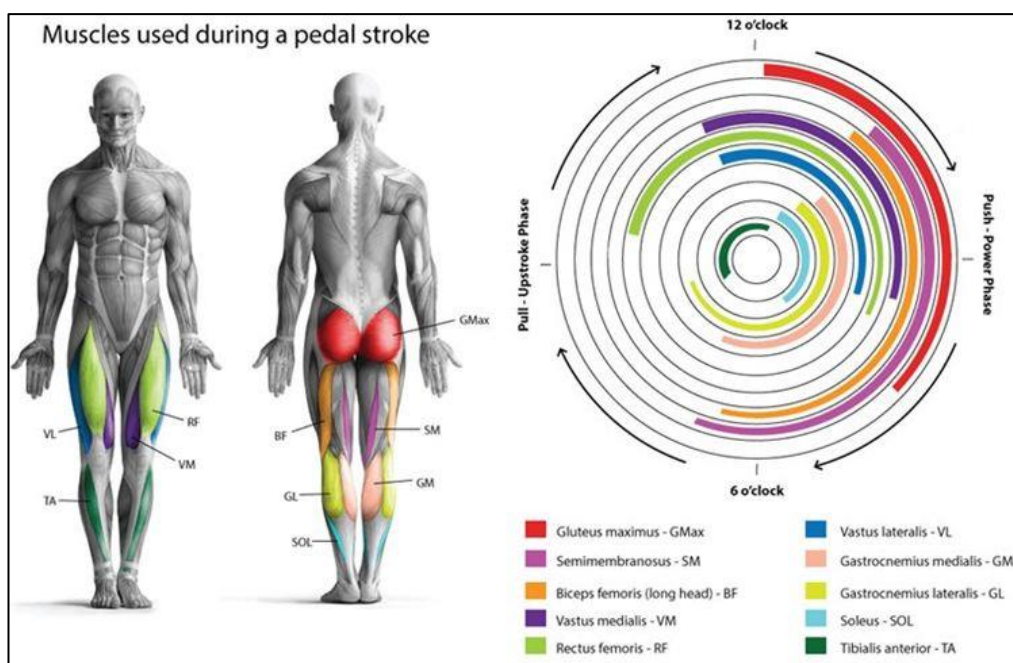 Muscles used during a pedal stroke
GMax
VL
RF
VM
TA
BF
SM
GL
GM
SOL
12 o'clock
Pull - Upstroke Phase
Push - Power Phase
6 o'clock
Gluteus maximus - GMax
Semimembranosus - SM
Biceps femoris (long head) - BF
Vastus medialis - VM
Rectus femoris - RF
Vastus lateralis - VL
Gastrocnemius medialis - GM
Gastrocnemius lateralis - GL
Soleus - SOL
Tibialis anterior - TA